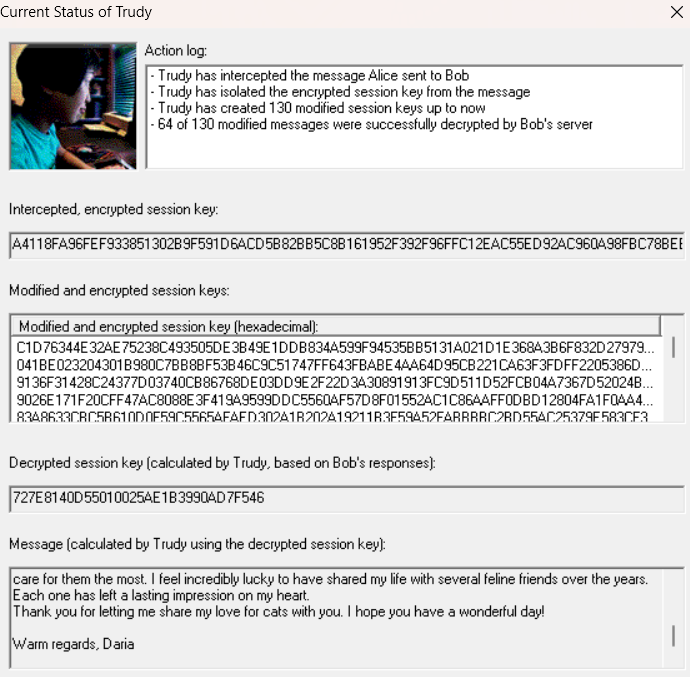 Current Status of Trudy
Action log:
- Trudy has intercepted the message Alice sent to Bob
- Trudy has isolated the encrypted session key from the message
- Trudy has created 130 modified session keys up to now
- 64 of 130 modified messages were successfully decrypted by Bob's server
Intercepted, encrypted session key:
A4118FA96FEF933851302B9F591D6ACD5B82BB5C8B161952F392F96FFC12EAC55ED92AC960A98FBC78BEE
Modified and encrypted session keys:
Modified and encrypted session key (hexadecimal):
C1D76344E32AE75238C493505DE3B49E1DDB834A599F94535BB5131A021D1E368A3B6F832D27979...
041BE023204301B980C7BB8BF53B46C9C51747FF643FBABE4AA64D95CB221CA63F3FDFF2205386D...
9136F31428C24377D03740CB86768DE03DD9E2F22D3A30891913FC9D511D52FCB04A7367D52024B...
9026E171F20CFF47AC8088E3F419A9599DDC5560AF57D8F01552AC1C86AAFF0DBD12804FA1F0AA4...
Decrypted session key (calculated by Trudy, based on Bob's responses):
727E8140D55010025AE1B3990AD7F546
Message (calculated by Trudy using the decrypted session key):
care for them the most. I feel incredibly lucky to have shared my life with several feline friends over the years.
Each one has left a lasting impression on my heart.
Thank you for letting me share my love for cats with you. I hope you have a wonderful day!
Warm regards, Daria